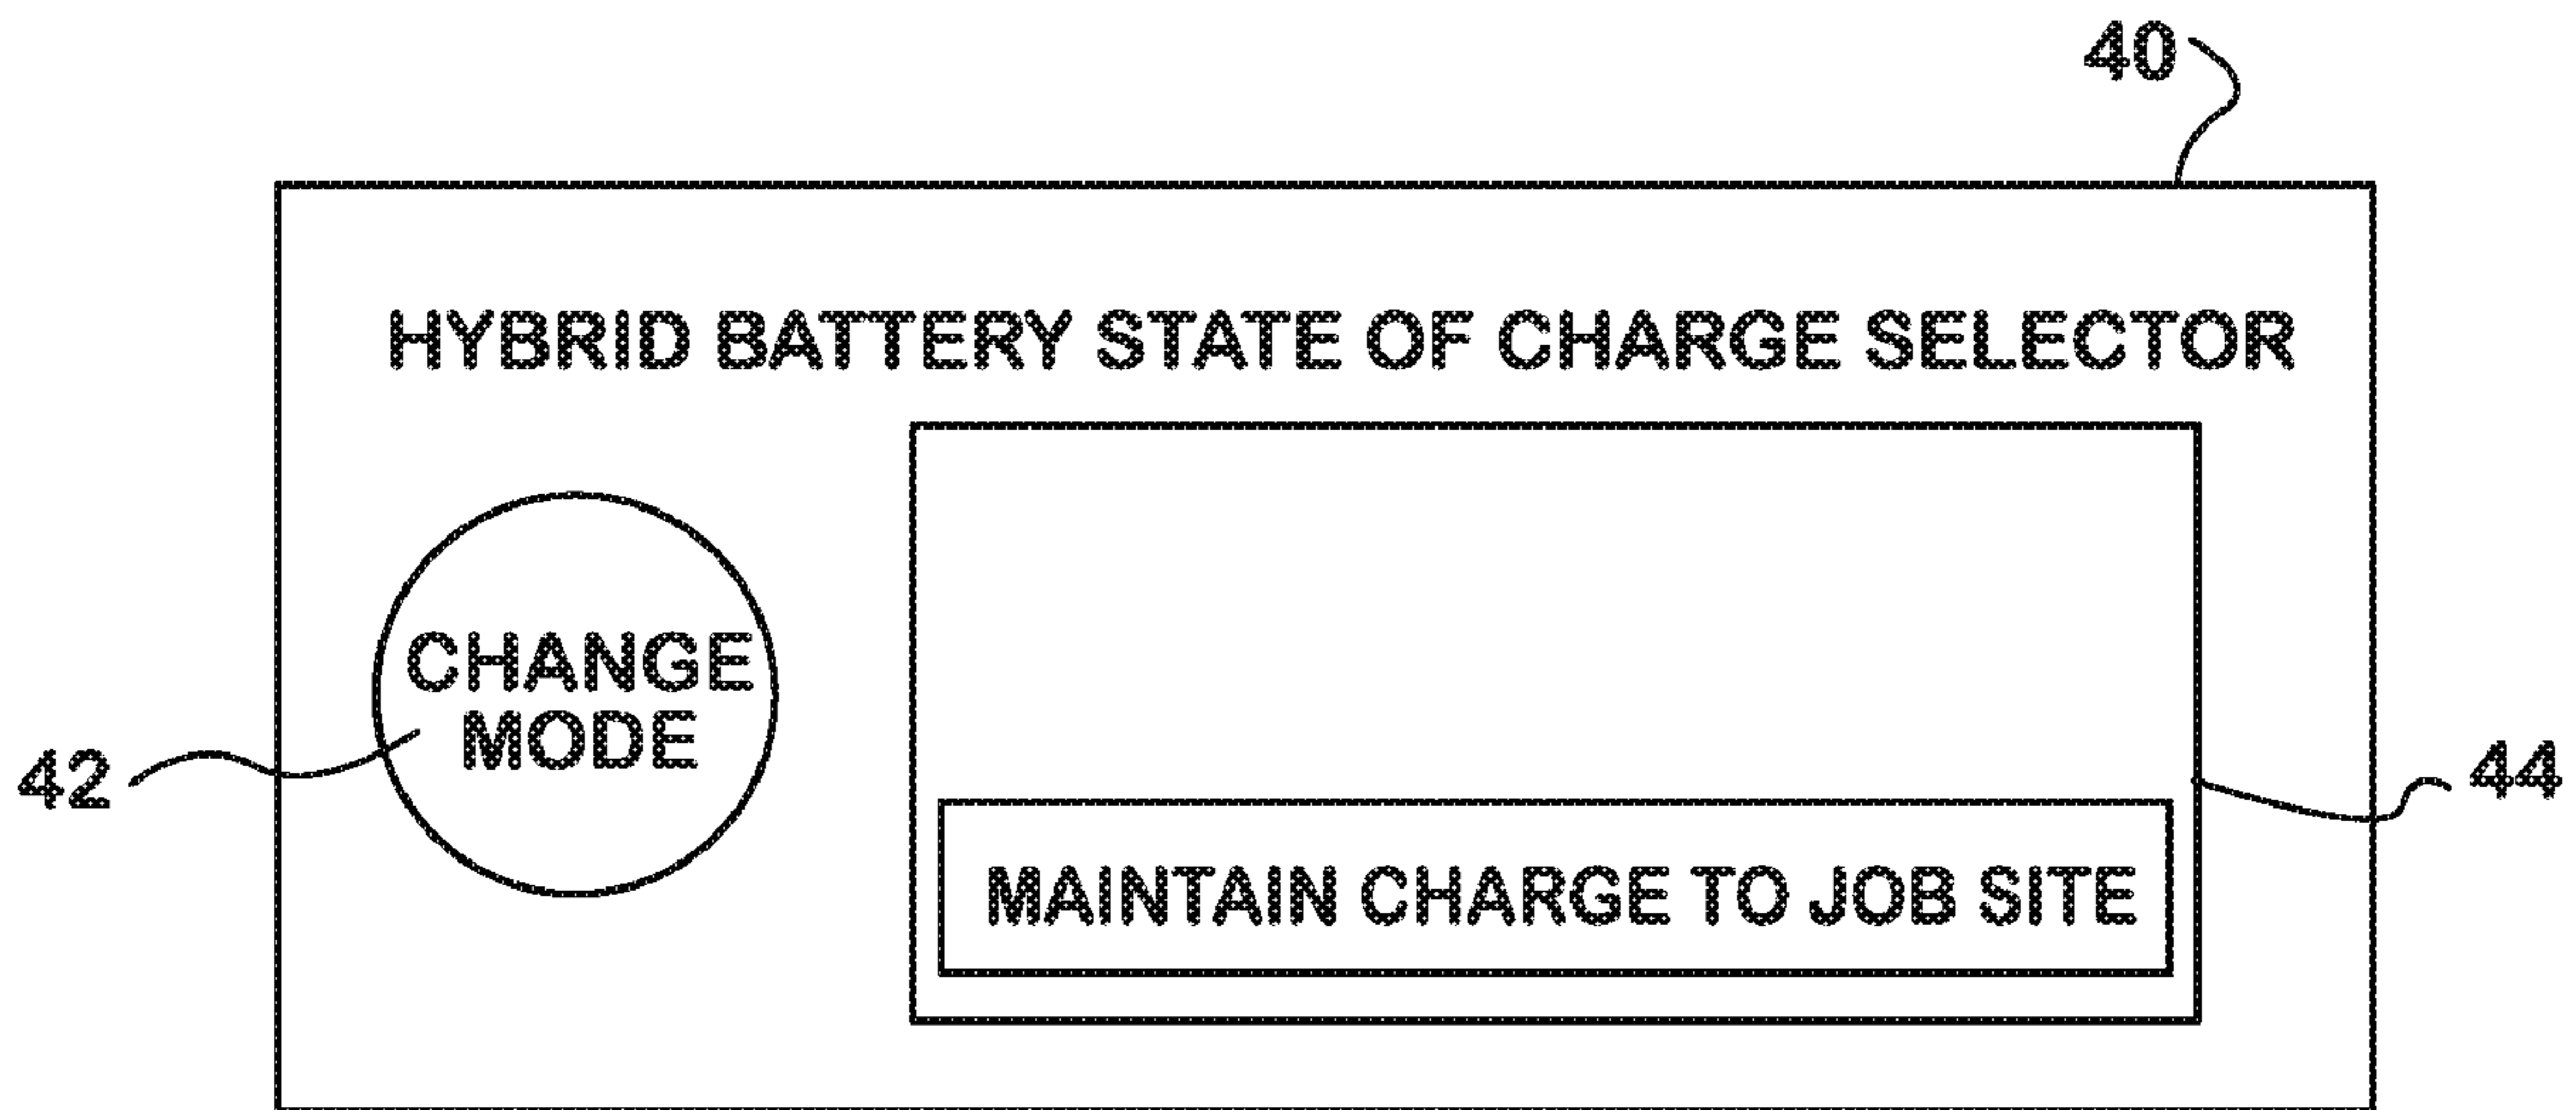 40
HYBRID BATTERY STATE OF CHARGE SELECTOR
CHANGE
MODE
42
44
MAINTAIN CHARGE TO JOB SITE